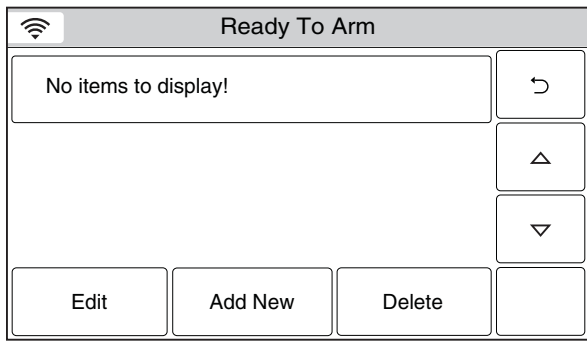 Ready To Arm
No items to display!
Edit
Add New
Delete